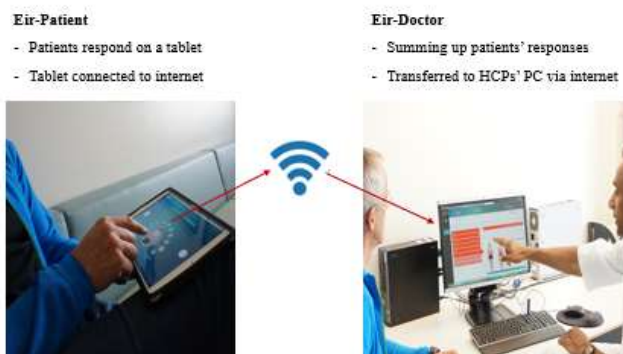 Eir-Patient
- Patients respond on a tablet
- Tablet connected to internet
Eir-Doctor
- Summing up patients’ responses
- Transferred to HCPs’ PC via internet